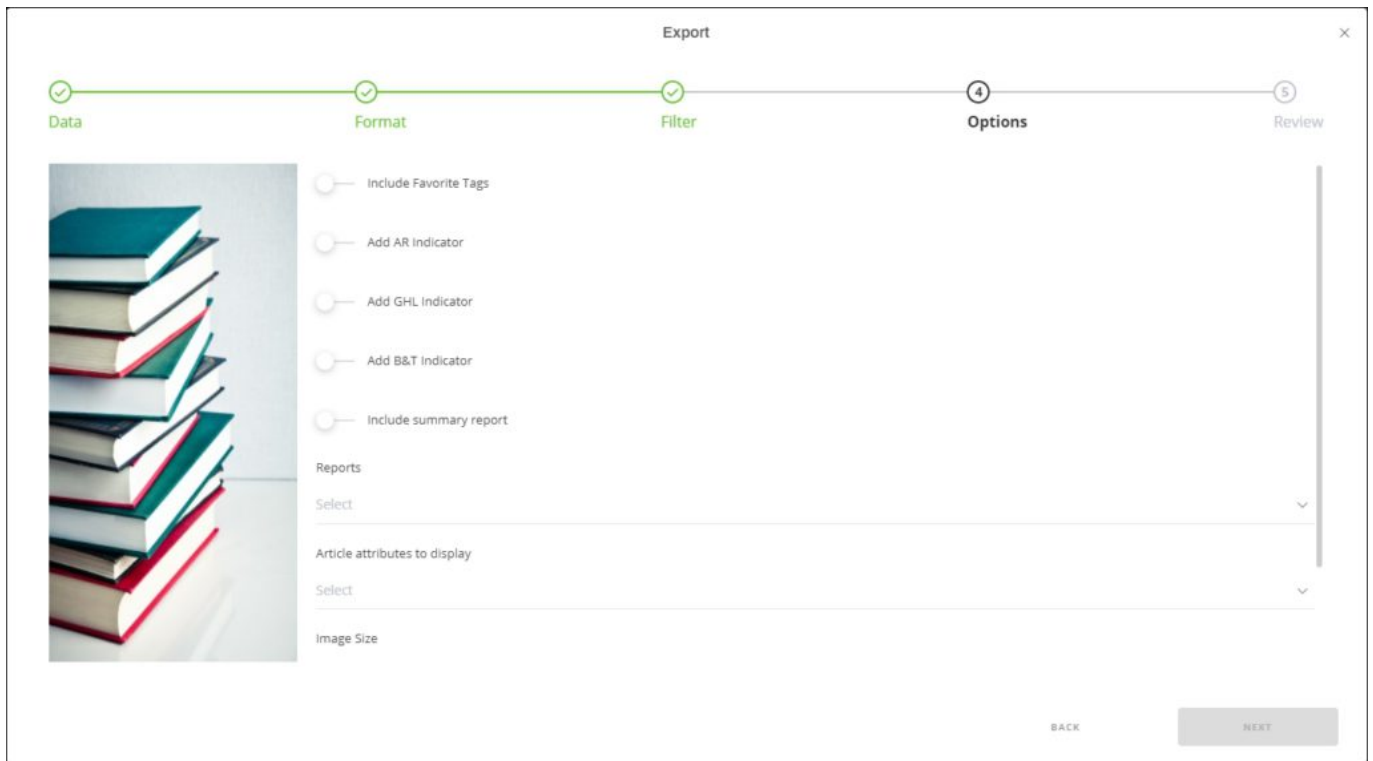 Export
4
5
Data
Format
Filter
Options
Review
Include Favorite Tags
Add AR Indicator
Add GHL Indicator
Add B&T Indicator
Include summary report
Reports
Select
Article attributes to display
Select
Image Size
BACK
NEXT